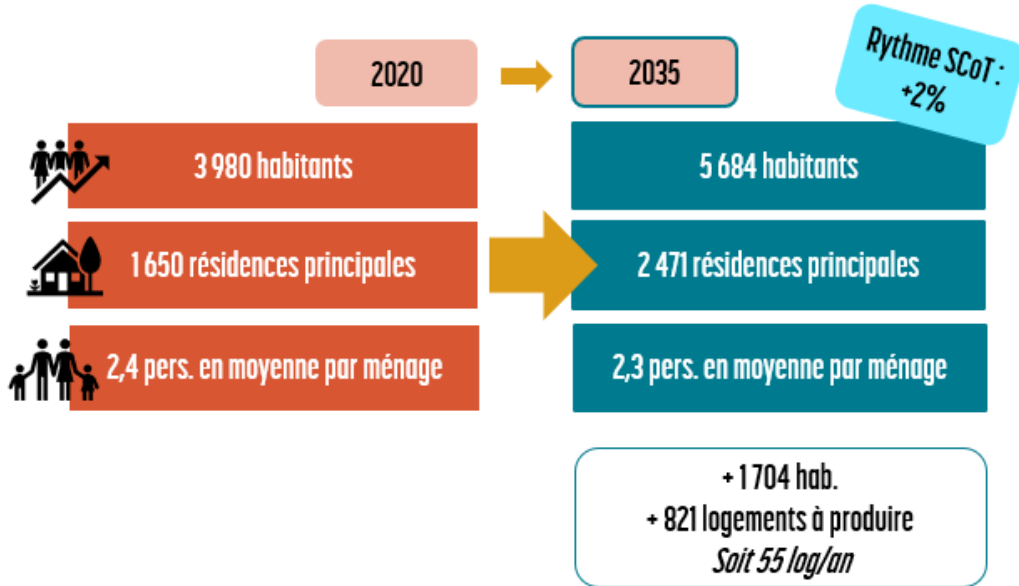 2020
2035
Rythme SCoT :
+2%
3 980 habitants
5 684 habitants
1 650 résidences principales
2 471 résidences principales
2,4 pers. en moyenne par ménage
2,3 pers. en moyenne par ménage
+ 1 704 hab.
+ 821 logements à produire
Soit 55 log/an